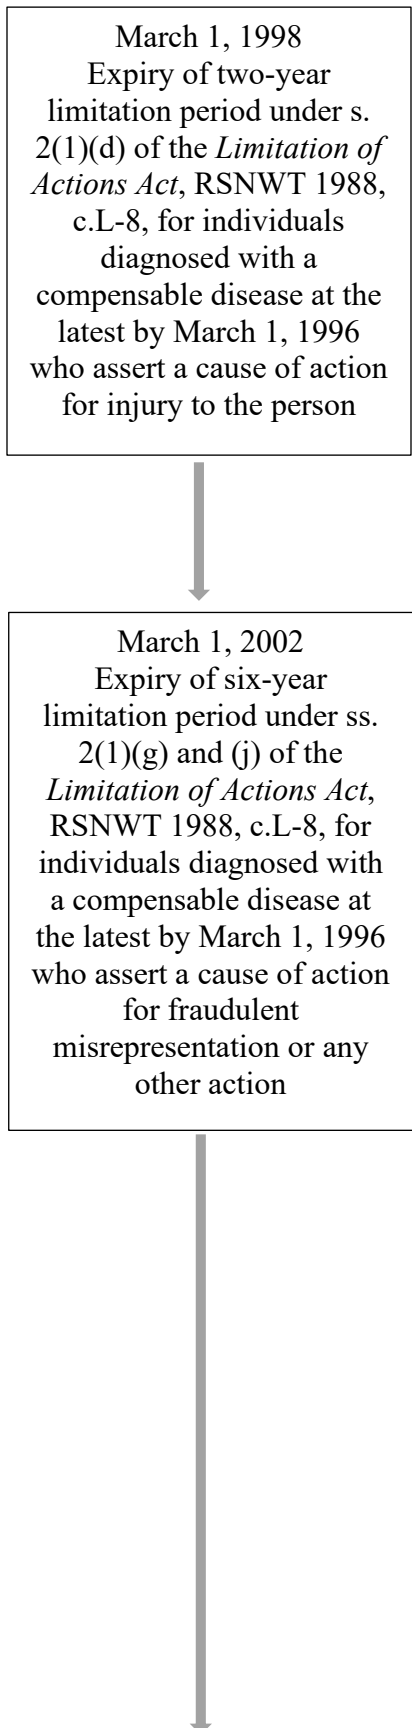 March 1, 1998
Expiry of two-year
limitation period under s.
2(1)(d) of the Limitation of
Actions Act, RSNWT 1988,
c.L-8, for individuals
diagnosed with a
compensable disease at the
latest by March 1, 1996
who assert a cause of action
for injury to the person
March 1, 2002
Expiry of six-year
limitation period under ss.
2(1)(g) and (j) of the
Limitation of Actions Act,
RSNWT 1988, c.L-8, for
individuals diagnosed with
a compensable disease at
the latest by March 1, 1996
who assert a cause of action
for fraudulent
misrepresentation or any
other action